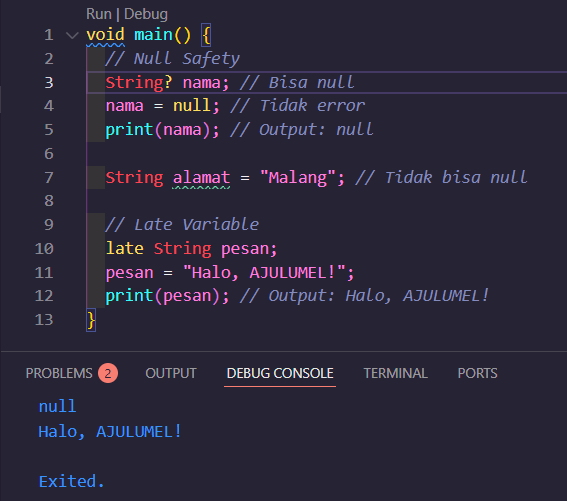 Run | Debug
1 void main() {
2 // Null Safety
3 String? nama; // Bisa null
4 nama = null; // Tidak error
5 print(nama); // Output: null
6
7 String alamat = "Malang"; // Tidak bisa null
8
9 // Late Variable
10 late String pesan;
11 pesan = "Halo, AJULUMEL!";
12 print(pesan); // Output: Halo, AJULUMEL!
13 }
PROBLEMS 2 OUTPUT DEBUG CONSOLE TERMINAL PORTS
null
Halo, AJULUMEL!
Exited.